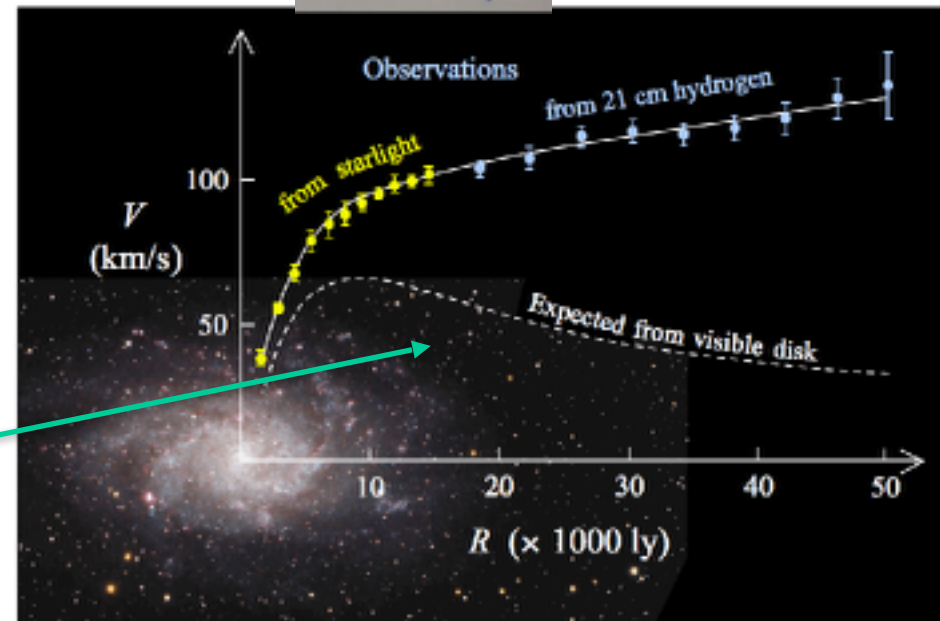 Observations
from 21 cm hydrogen
from starlight
100
V
(km/s)
50
Expected from visible disk
10
20
30
40
50
R (× 1000 ly)